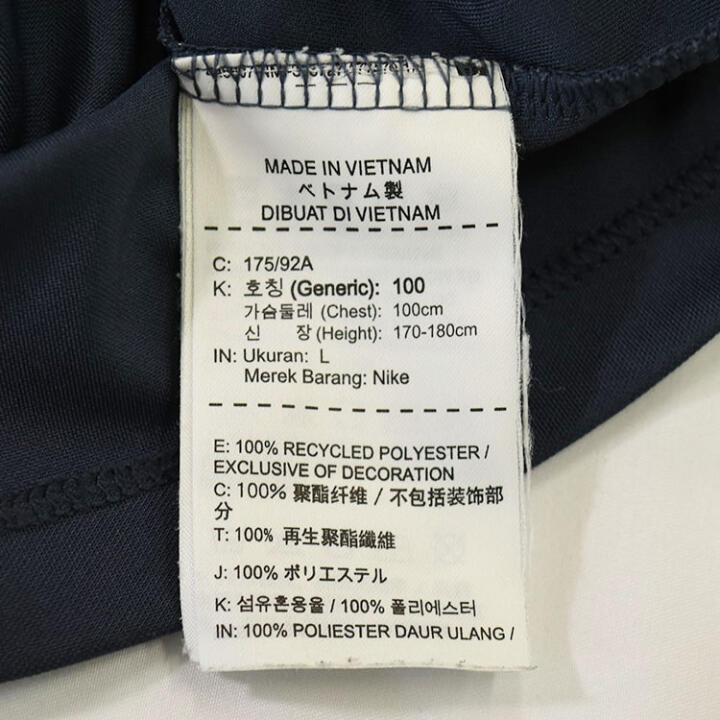 MADE IN VIETNAM
ベトナム製
DIBUAT DI VIETNAM
C: 175/92A
K: 호칭 (Generic): 100
가슴둘레 (Chest): 100cm
신 장 (Height): 170-180cm
IN: Ukuran: L
Merek Barang: Nike
E: 100% RECYCLED POLYESTER /
EXCLUSIVE OF DECORATION
C: 100% 聚酯纤维 / 不包括装饰部
分
T: 100% 再生聚酯纖維
J: 100% ポリエステル
K: 섬유혼용율 / 100% 폴리에스터
IN: 100% POLIESTER DAUR ULANG /